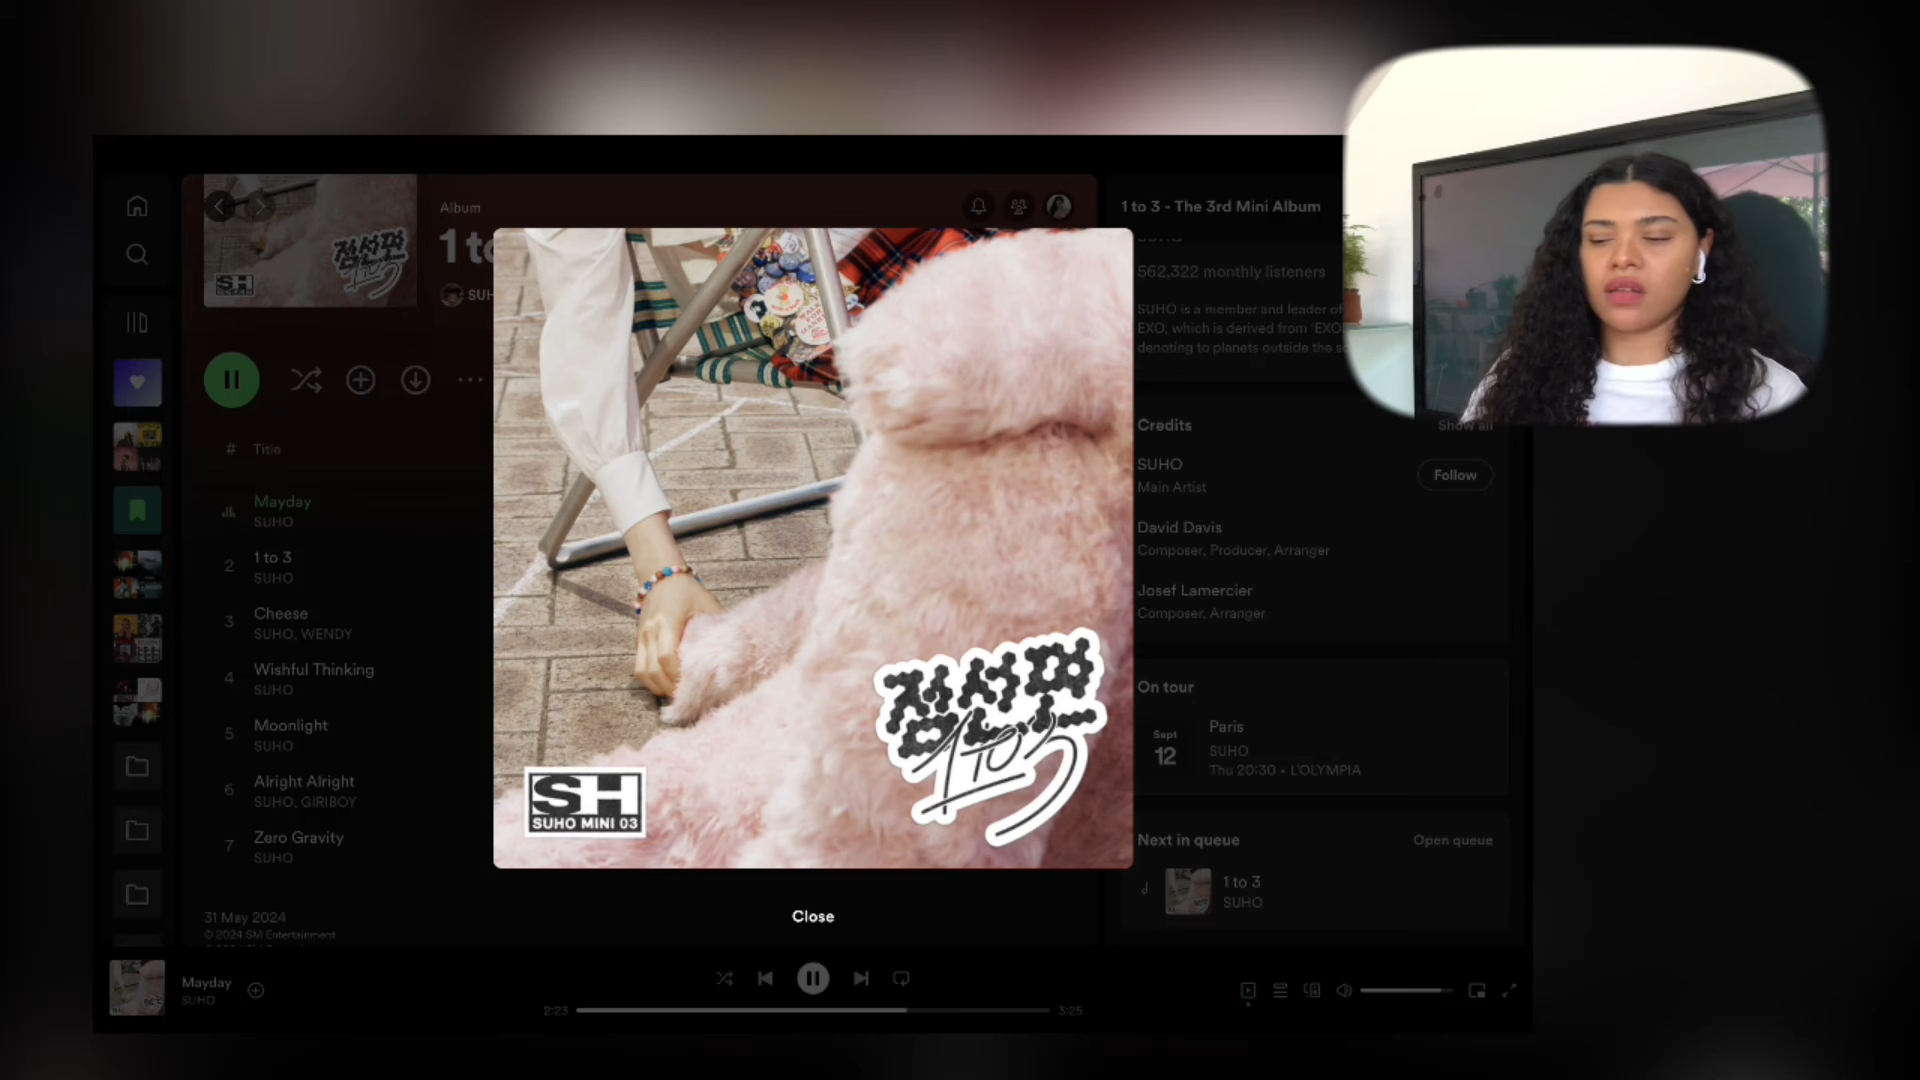 Album
1 to
SUH
# Title
Mayday
SUHO
2 1 to 3
SUHO
3 Cheese
SUHO, WENDY
4 Wishful Thinking
SUHO
5 Moonlight
SUHO
6 Alright Alright
SUHO, GIRIBOY
7 Zero Gravity
SUHO
31 May 2024
© 2024 SM Entertainment
점선면
1 to 3
SH
SUHO MINI 03
Close
1 to 3 - The 3rd Mini Album
SUHO
562,322 monthly listeners
SUHO is a member and leader of
EXO, which is derived from 'EXO
denoting to planets outside the
Credits
Show all
SUHO
Main Artist
Follow
David Davis
Composer, Producer, Arranger
Josef Lamercier
Composer, Arranger
On tour
Sept
12
Paris
SUHO
Thu 20:30 • L'OLYMPIA
Next in queue
Open queue
1 to 3
SUHO
Mayday
SUHO
2:23
3:25